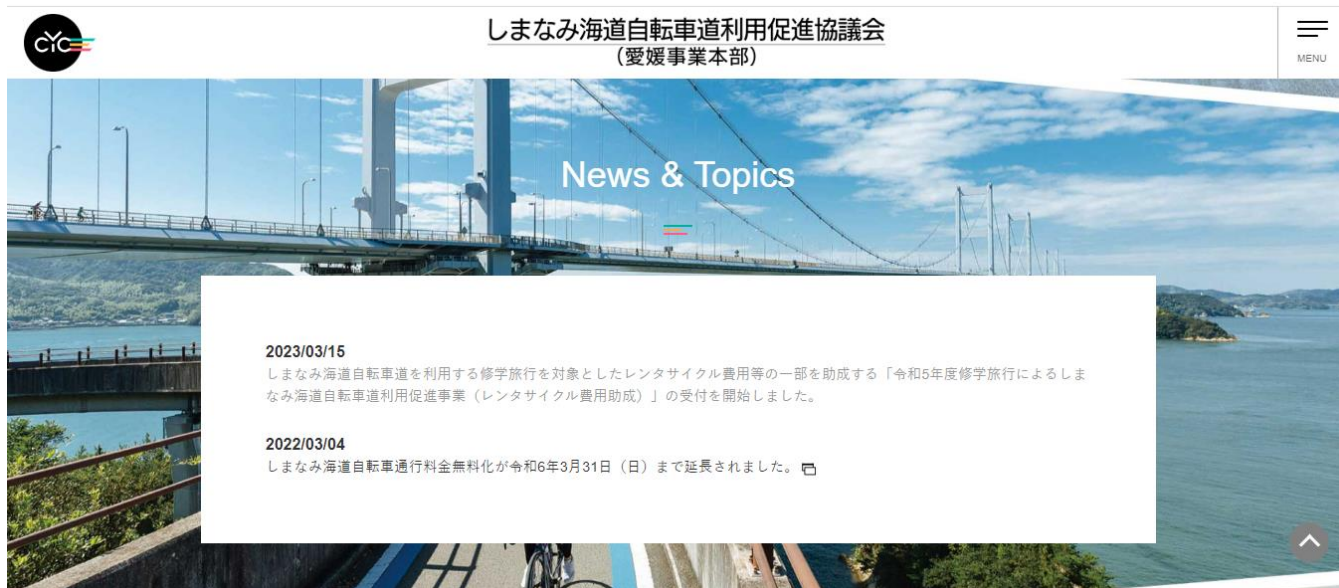 CYC
しまなみ海道自転車道利用促進協議会
（愛媛事業本部）
MENU
News & Topics
2023/03/15
しまなみ海道自転車道を利用する修学旅行を対象としたレンタサイクル費用等の一部を助成する「令和5年度修学旅行によるしま
なみ海道自転車道利用促進事業（レンタサイクル費用助成）」の受付を開始しました。
2022/03/04
しまなみ海道自転車通行料金無料化が令和6年3月31日（日）まで延長されました。